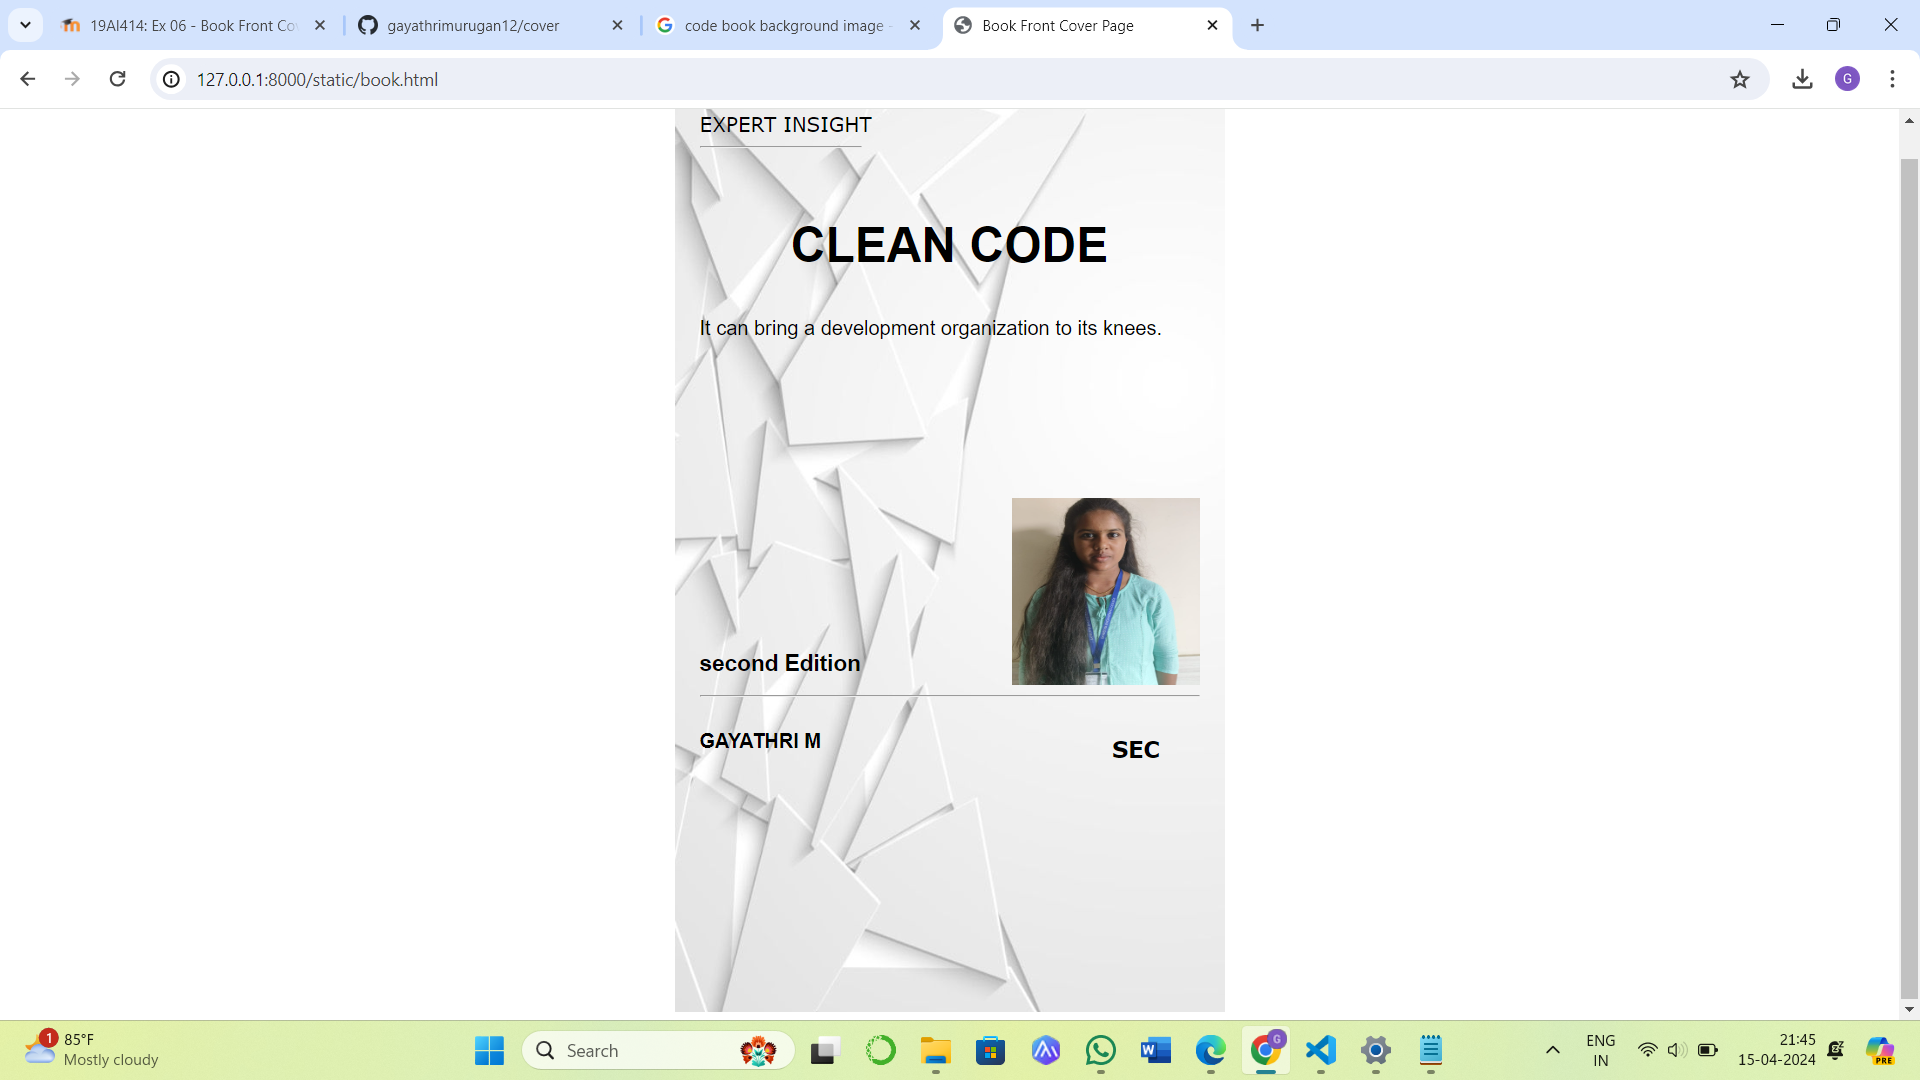 19AI414: Ex 06 - Book Front Co
gayathrimurugan12/cover
code book background image -
Book Front Cover Page
127.0.0.1:8000/static/book.html
G
EXPERT INSIGHT
CLEAN CODE
It can bring a development organization to its knees.
second Edition
GAYATHRI M
SEC
1
85°F
Mostly cloudy
Search
W
G
PRE
ENG
IN
21:45
15-04-2024